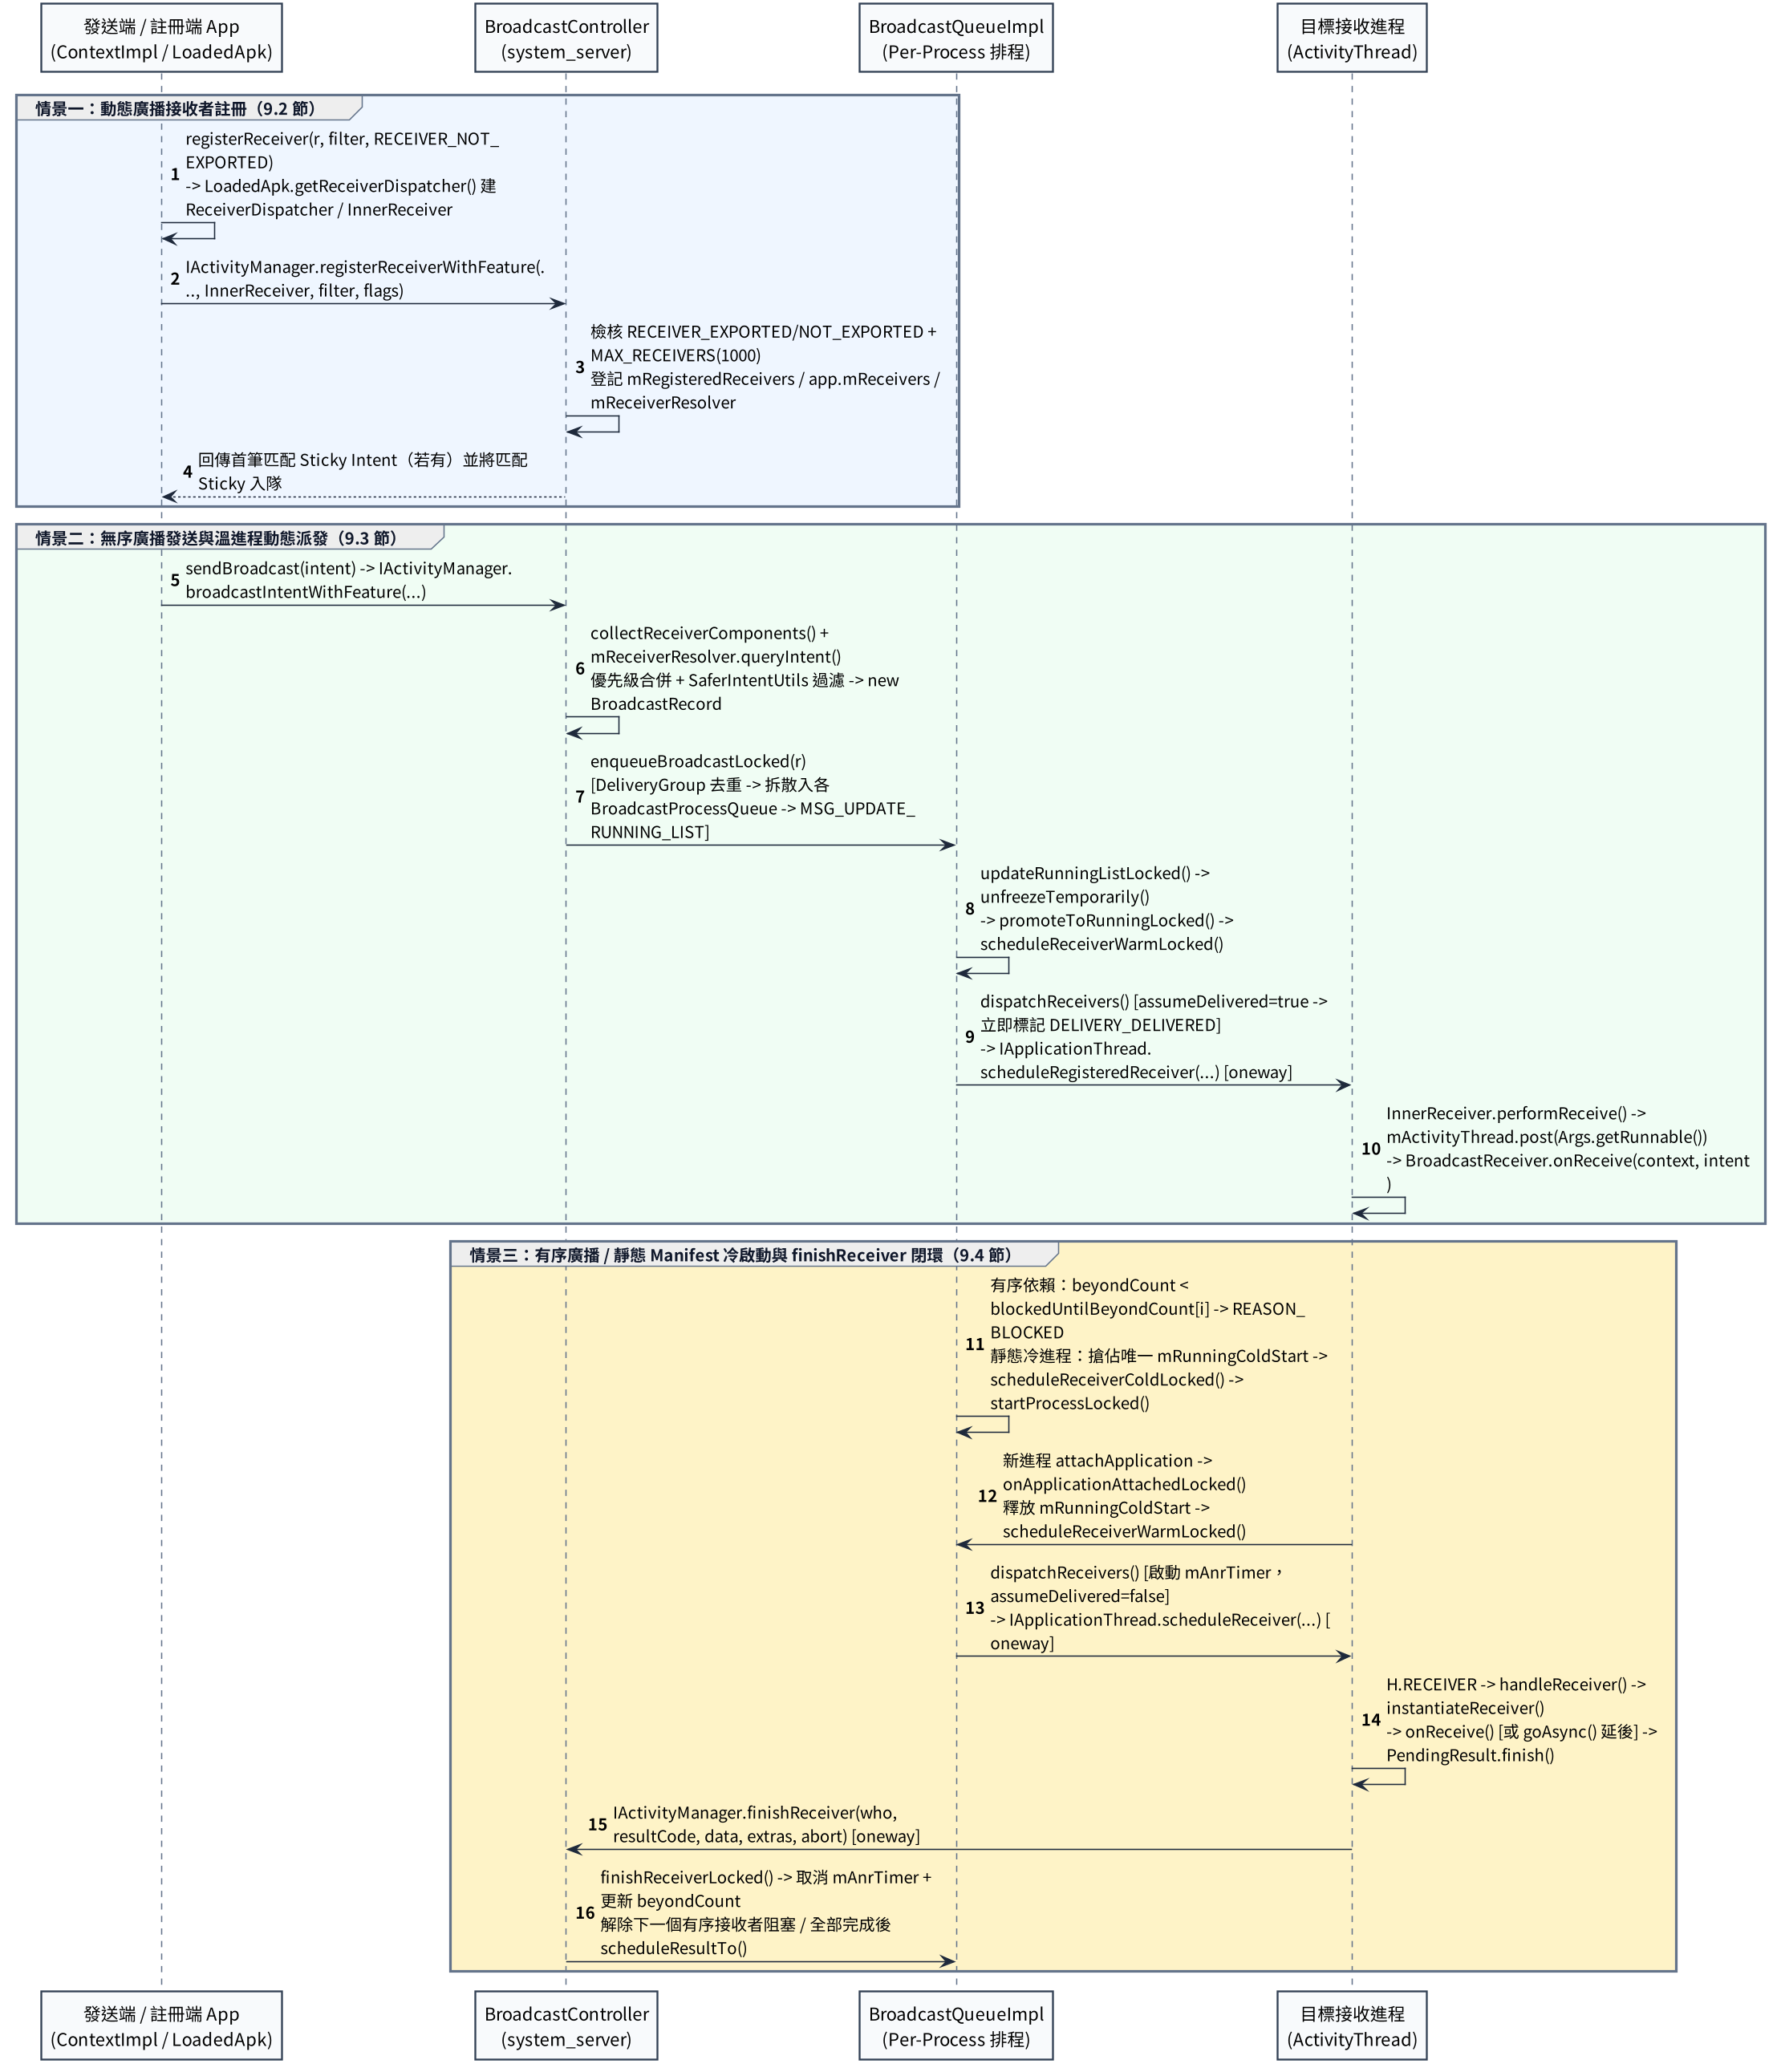 發送端 / 註冊端 App
(ContextImpl / LoadedApk)
BroadcastController
(system_server)
BroadcastQueueImpl
(Per-Process 排程)
目標接收進程
(ActivityThread)
情景一：動態廣播接收者註冊（9.2 節）
1
registerReceiver(r, filter, RECEIVER_NOT_
EXPORTED)
-> LoadedApk.getReceiverDispatcher() 建
ReceiverDispatcher / InnerReceiver
2
IActivityManager.registerReceiverWithFeature(.
.., InnerReceiver, filter, flags)
3
檢核 RECEIVER_EXPORTED/NOT_EXPORTED +
MAX_RECEIVERS(1000)
登記 mRegisteredReceivers / app.mReceivers /
mReceiverResolver
4
回傳首筆匹配 Sticky Intent（若有）並將匹配
Sticky 入隊
情景二：無序廣播發送與溫進程動態派發（9.3 節）
5
sendBroadcast(intent) -> IActivityManager.
broadcastIntentWithFeature(...)
6
collectReceiverComponents() +
mReceiverResolver.queryIntent()
優先級合併 + SaferIntentUtils 過濾 -> new
BroadcastRecord
7
enqueueBroadcastLocked(r)
[DeliveryGroup 去重 -> 拆散入各
BroadcastProcessQueue -> MSG_UPDATE_
RUNNING_LIST]
8
updateRunningListLocked() ->
unfreezeTemporarily()
-> promoteToRunningLocked() ->
scheduleReceiverWarmLocked()
9
dispatchReceivers() [assumeDelivered=true ->
立即標記 DELIVERY_DELIVERED]
-> IApplicationThread.
scheduleRegisteredReceiver(...) [oneway]
10
InnerReceiver.performReceive() ->
mActivityThread.post(Args.getRunnable())
-> BroadcastReceiver.onReceive(context, intent
)
情景三：有序廣播 / 靜態 Manifest 冷啟動與 finishReceiver 閉環（9.4 節）
11
有序依賴：beyondCount <
blockedUntilBeyondCount[i] -> REASON_
BLOCKED
靜態冷進程：搶佔唯一 mRunningColdStart ->
scheduleReceiverColdLocked() ->
startProcessLocked()
12
新進程 attachApplication ->
onApplicationAttachedLocked()
釋放 mRunningColdStart ->
scheduleReceiverWarmLocked()
13
dispatchReceivers() [啟動 mAnrTimer，
assumeDelivered=false]
-> IApplicationThread.scheduleReceiver(...) [
oneway]
14
H.RECEIVER -> handleReceiver() ->
instantiateReceiver()
-> onReceive() [或 goAsync() 延後] ->
PendingResult.finish()
15
IActivityManager.finishReceiver(who,
resultCode, data, extras, abort) [oneway]
16
finishReceiverLocked() -> 取消 mAnrTimer +
更新 beyondCount
解除下一個有序接收者阻塞 / 全部完成後
scheduleResultTo()
發送端 / 註冊端 App
(ContextImpl / LoadedApk)
BroadcastController
(system_server)
BroadcastQueueImpl
(Per-Process 排程)
目標接收進程
(ActivityThread)